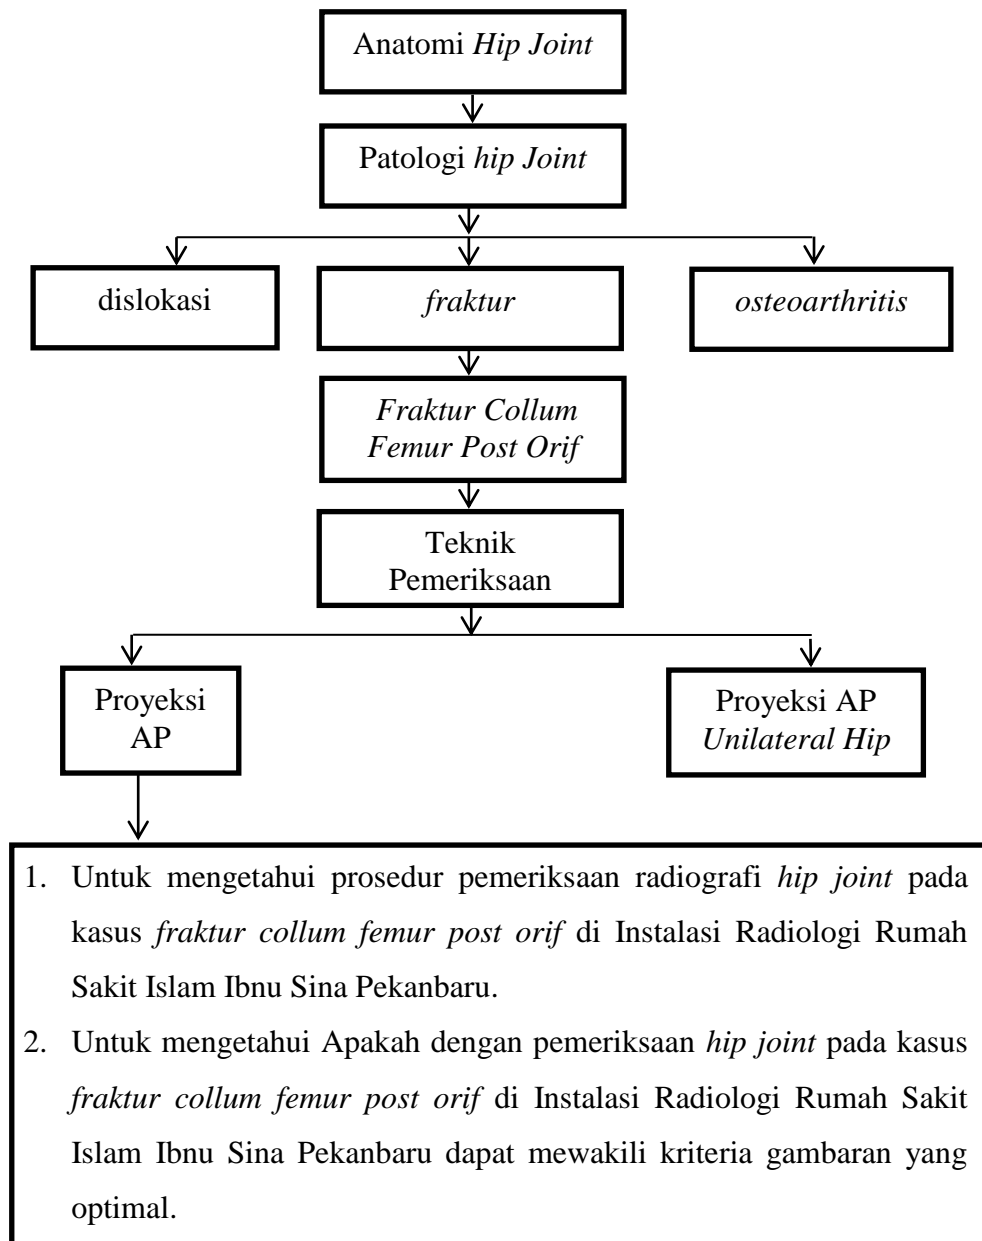 Anatomi Hip Joint
Patologi hip Joint
dislokasi
fraktur
osteoarthritis
Fraktur Collum
Femur Post Orif
Teknik
Pemeriksaan
Proyeksi
AP
Proyeksi AP
Unilateral Hip
1. Untuk mengetahui prosedur pemeriksaan radiografi hip joint pada
kasus fraktur collum femur post orif di Instalasi Radiologi Rumah
Sakit Islam Ibnu Sina Pekanbaru.
2. Untuk mengetahui Apakah dengan pemeriksaan hip joint pada kasus
fraktur collum femur post orif di Instalasi Radiologi Rumah Sakit
Islam Ibnu Sina Pekanbaru dapat mewakili kriteria gambaran yang
optimal.